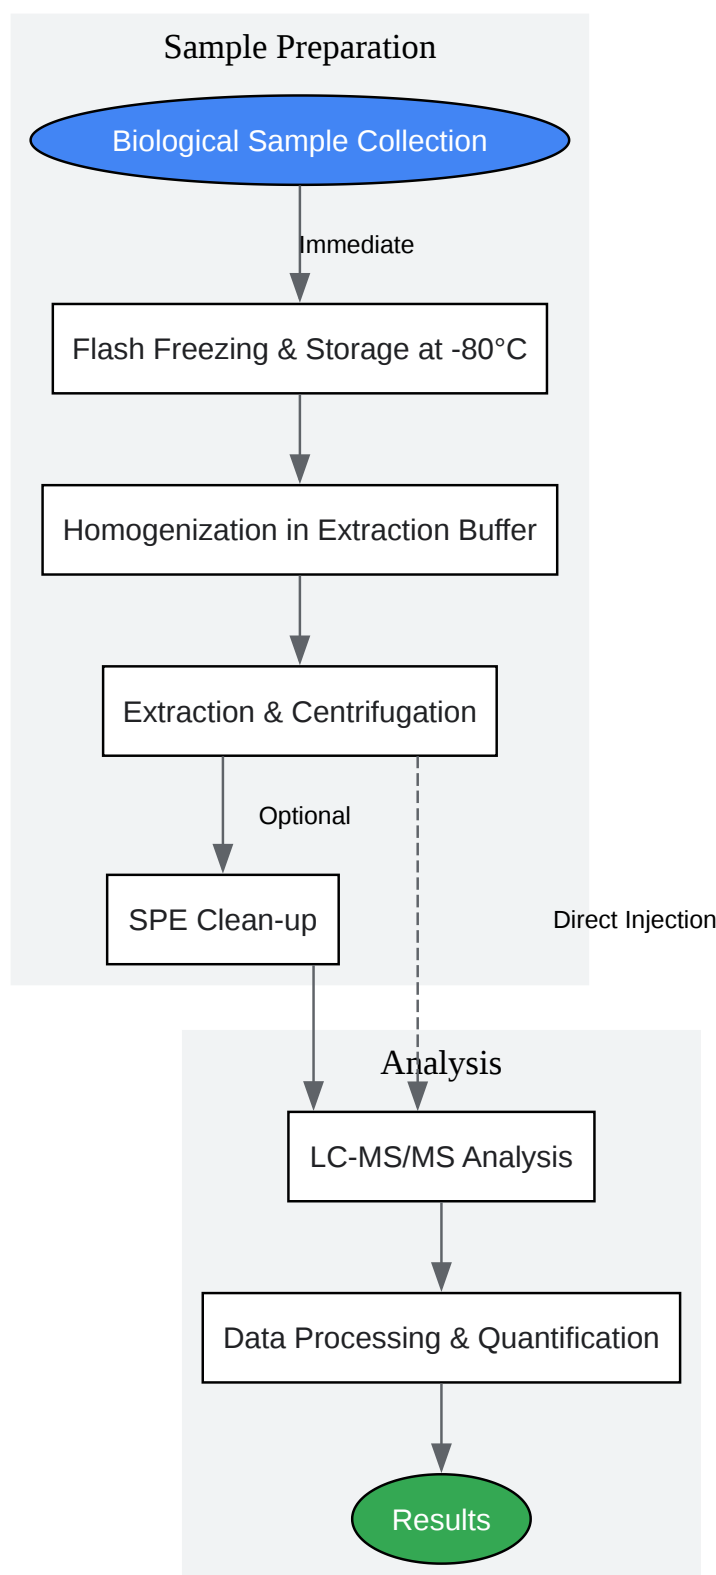 Sample Preparation
Biological Sample Collection
Immediate
Flash Freezing & Storage at -80°C
Homogenization in Extraction Buffer
Extraction & Centrifugation
Optional
SPE Clean-up
Direct Injection
Analysis
LC-MS/MS Analysis
Data Processing & Quantification
Results